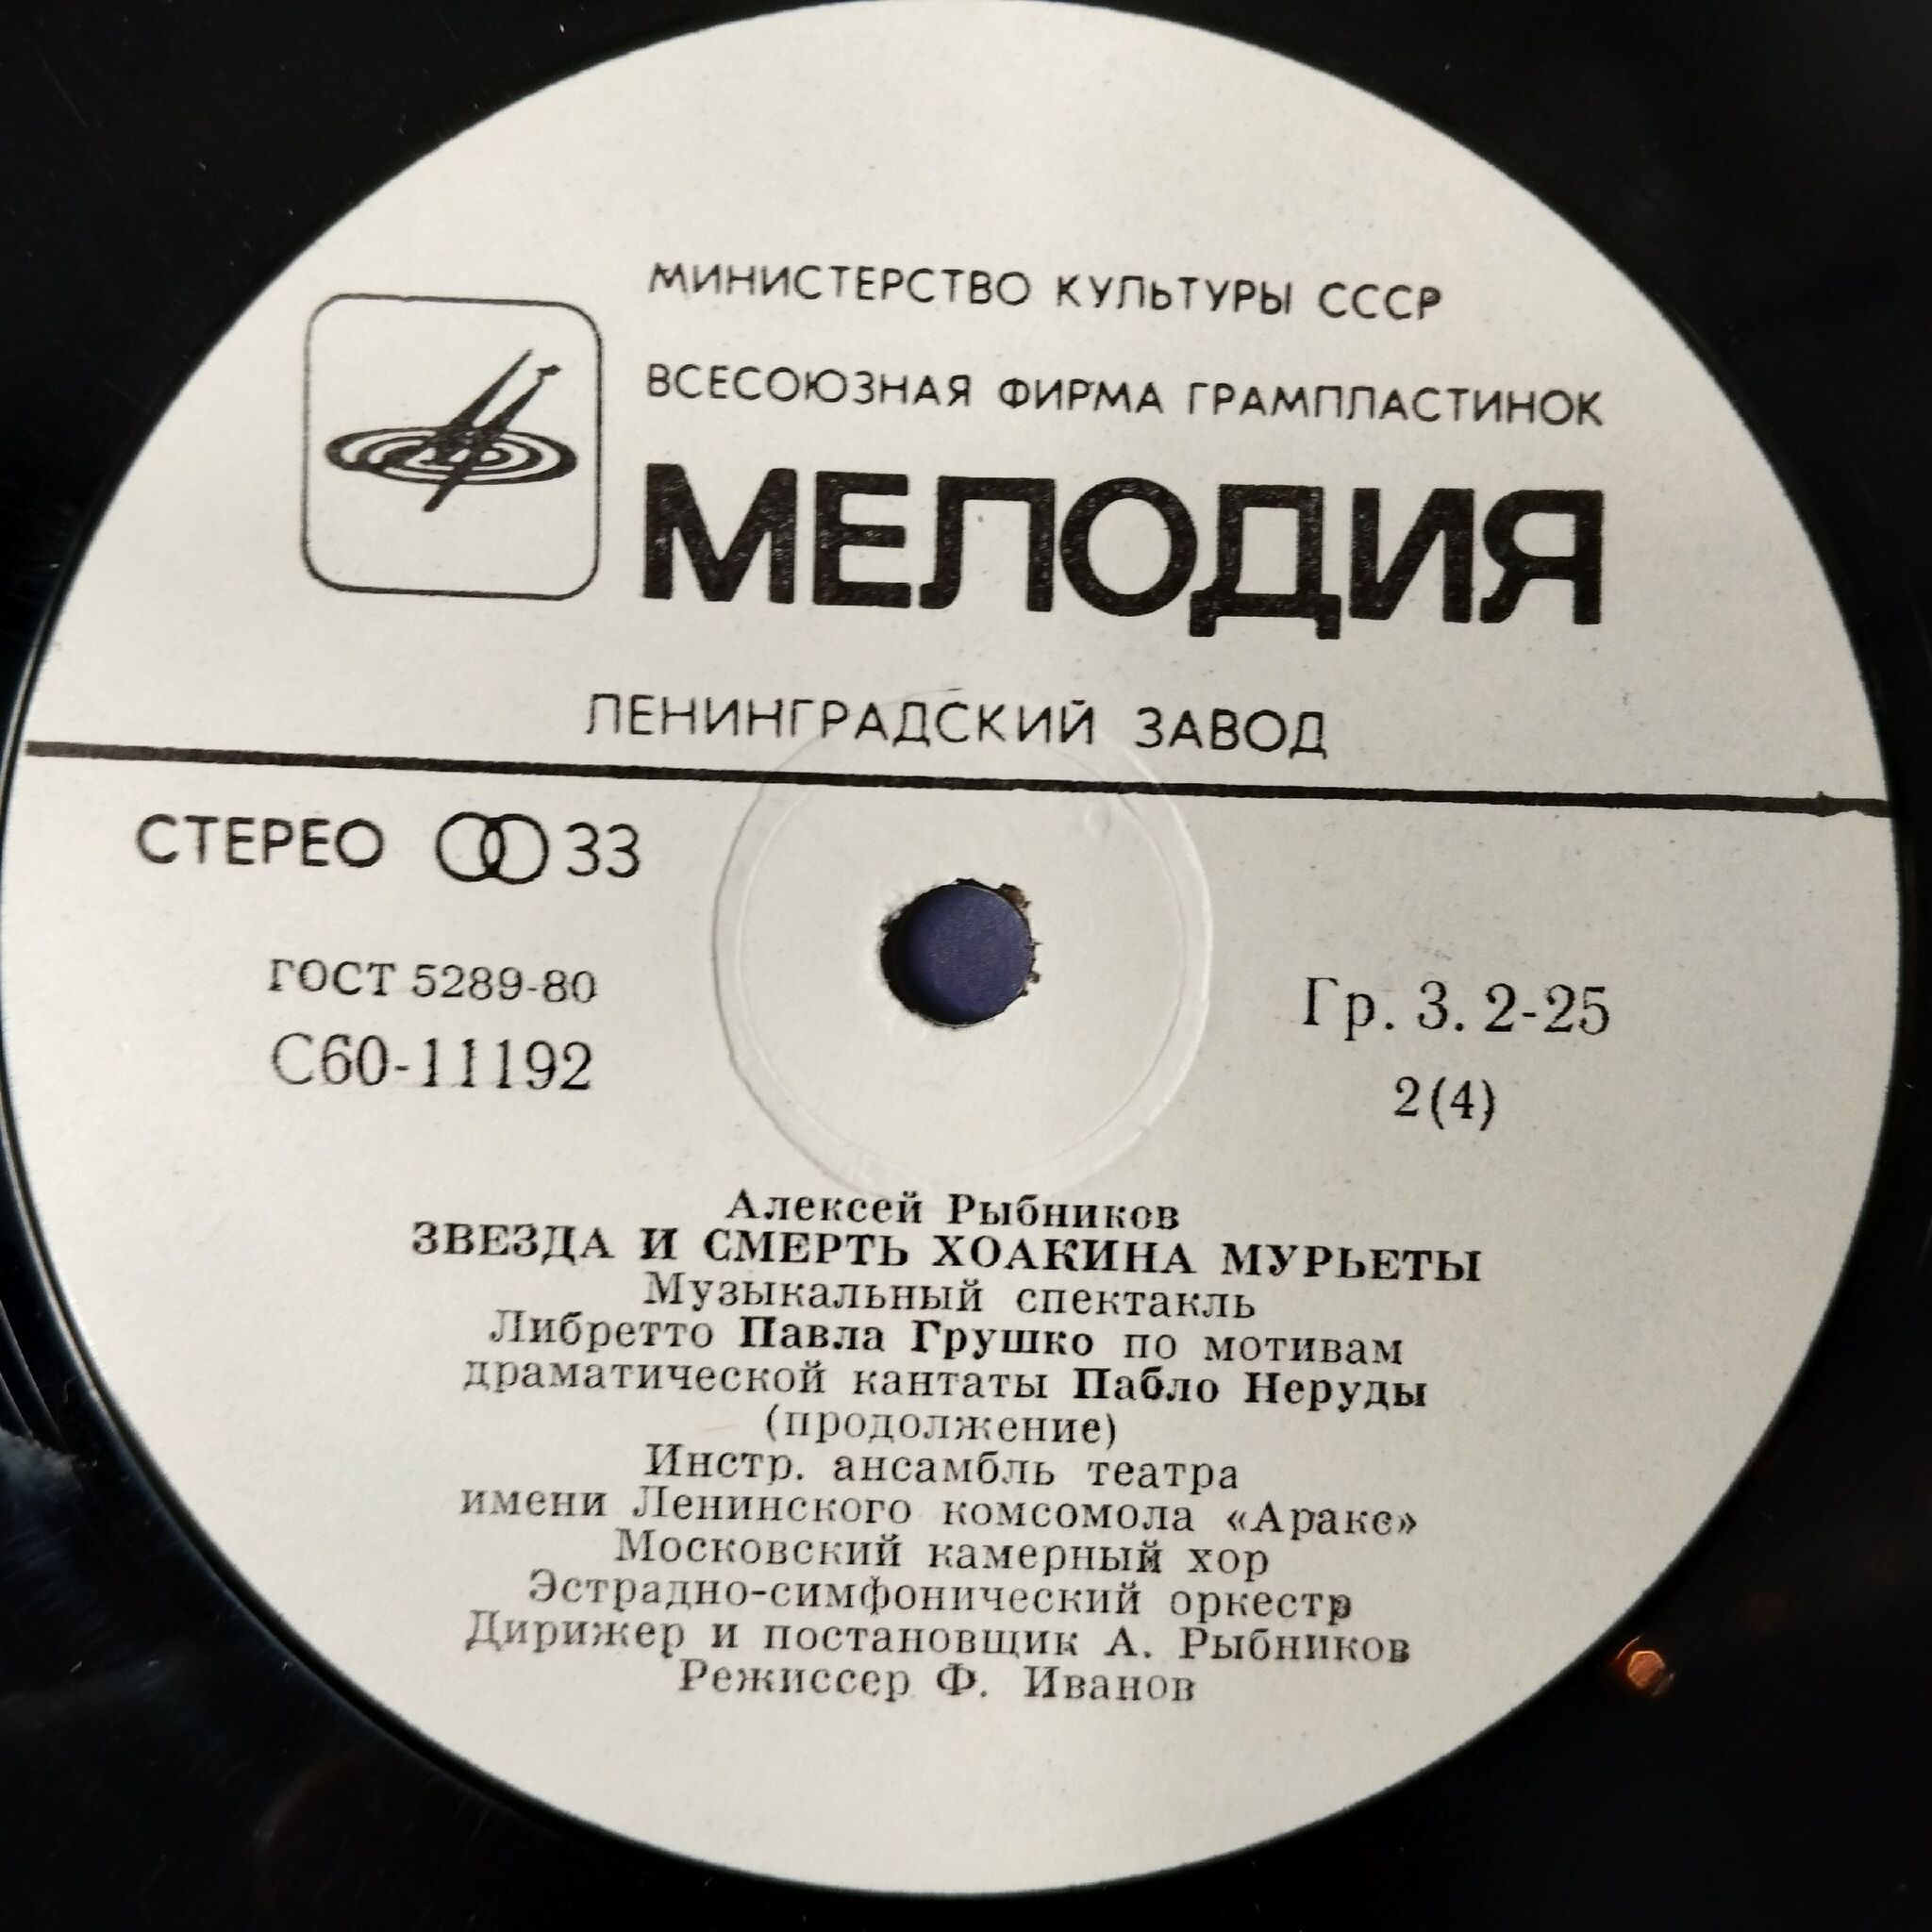 МИНИСТЕРСТВО КУЛЬТУРЫ СССР
ВСЕСОЮЗНАЯ ФИРМА ГРАМПЛАСТИНОК
МЕЛОДИЯ
ЛЕНИНГРАДСКИЙ ЗАВОД
СТЕРЕО 33
ГОСТ 5289-80
С60-11192
Гр. 3. 2-25
2(4)
Алексей Рыбников
ЗВЕЗДА И СМЕРТЬ ХОАКИНА МУРЬЕТЫ
Музыкальный спектакль
Либретто Павла Грушко по мотивам
драматической кантаты Пабло Неруды
(продолжение)
Инстр. ансамбль театра
имени Ленинского комсомола «Аракс»
Московский камерный хор
Эстрадно-симфонический оркестр
Дирижер и постановщик А. Рыбников
Режиссер Ф. Иванов